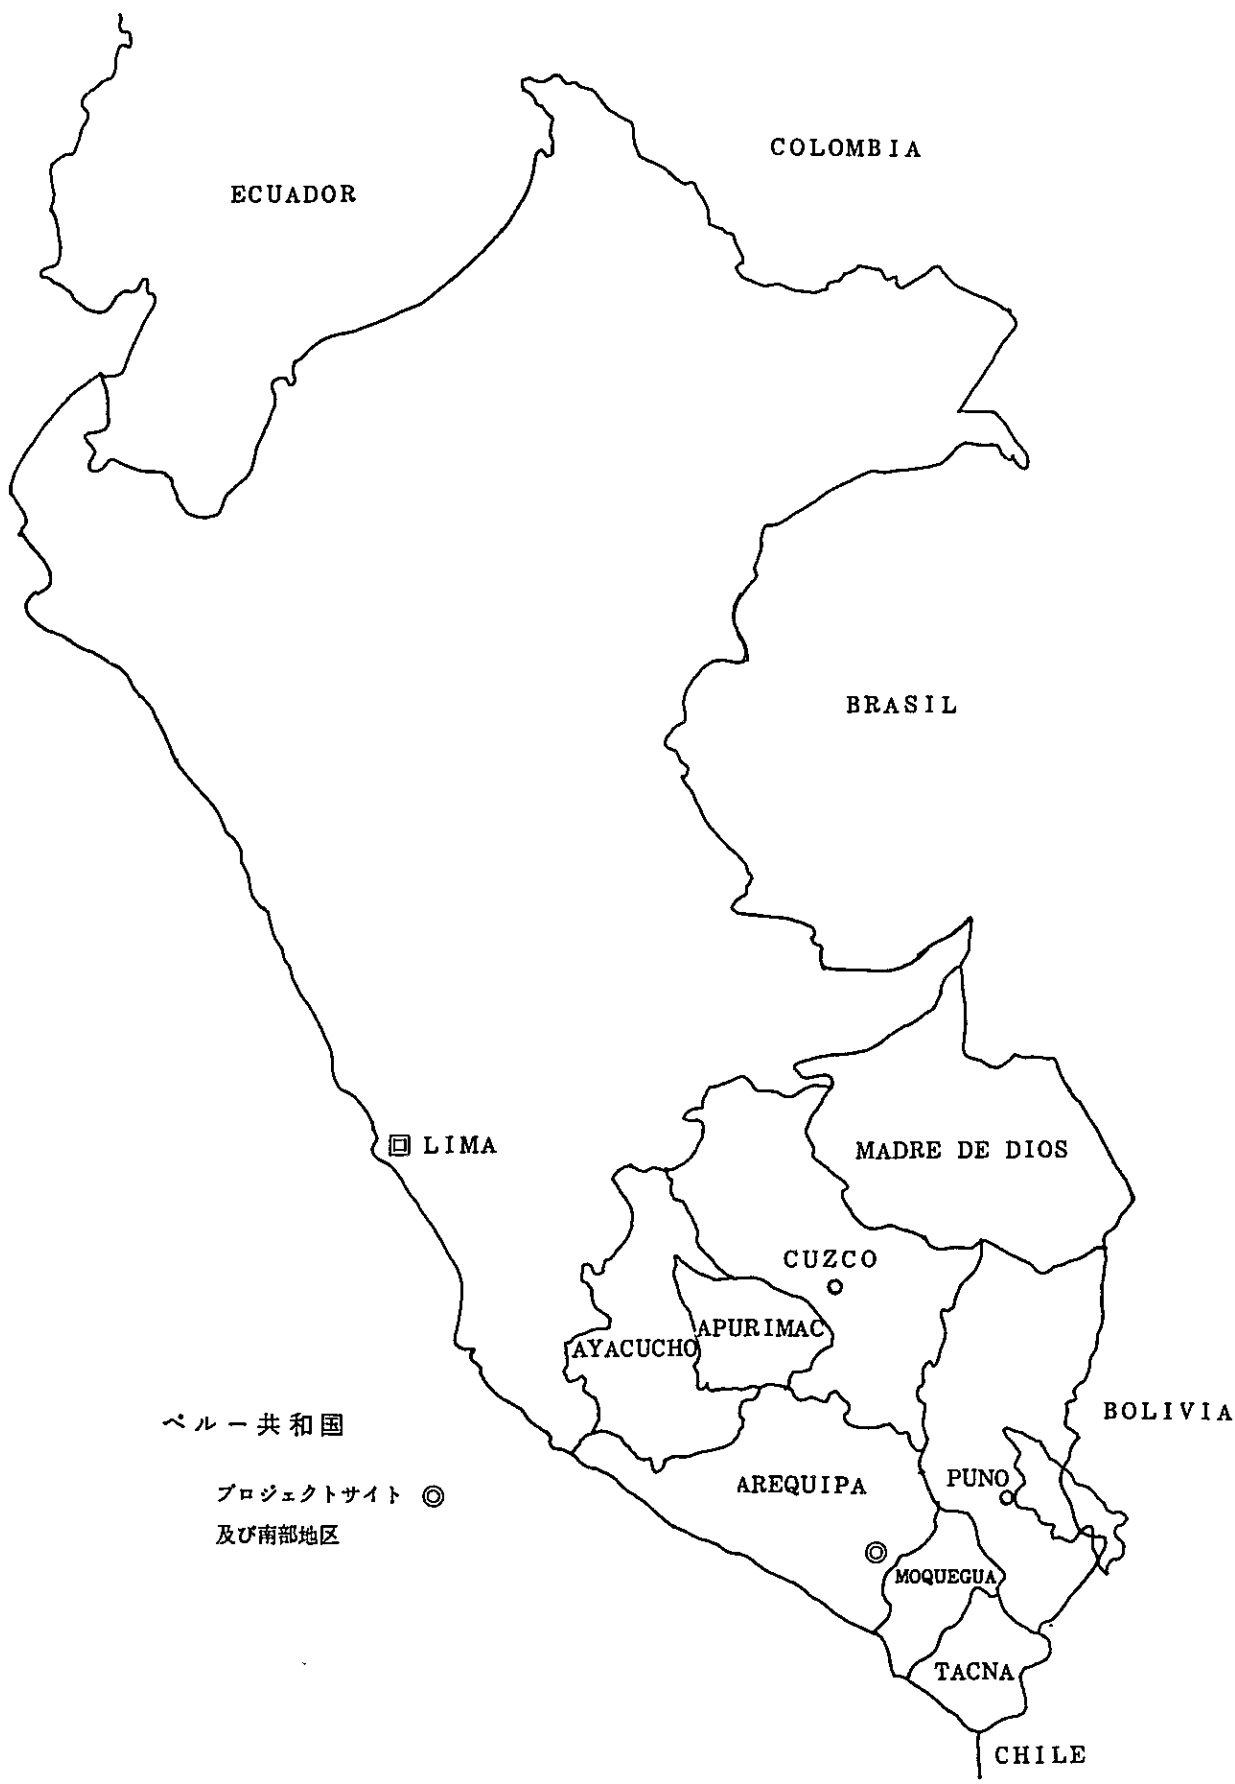 COLOMBIA
ECUADOR
BRASIL
LIMA
MADRE DE DIOS
CUZCO
APURIMAC
AYACUCHO
BOLIVIA
ペルー共和国
PUNO
AREQUIPA
プロジェクトサイト ◎
及び南部地区
MOQUEGUA
TACNA
CHILE